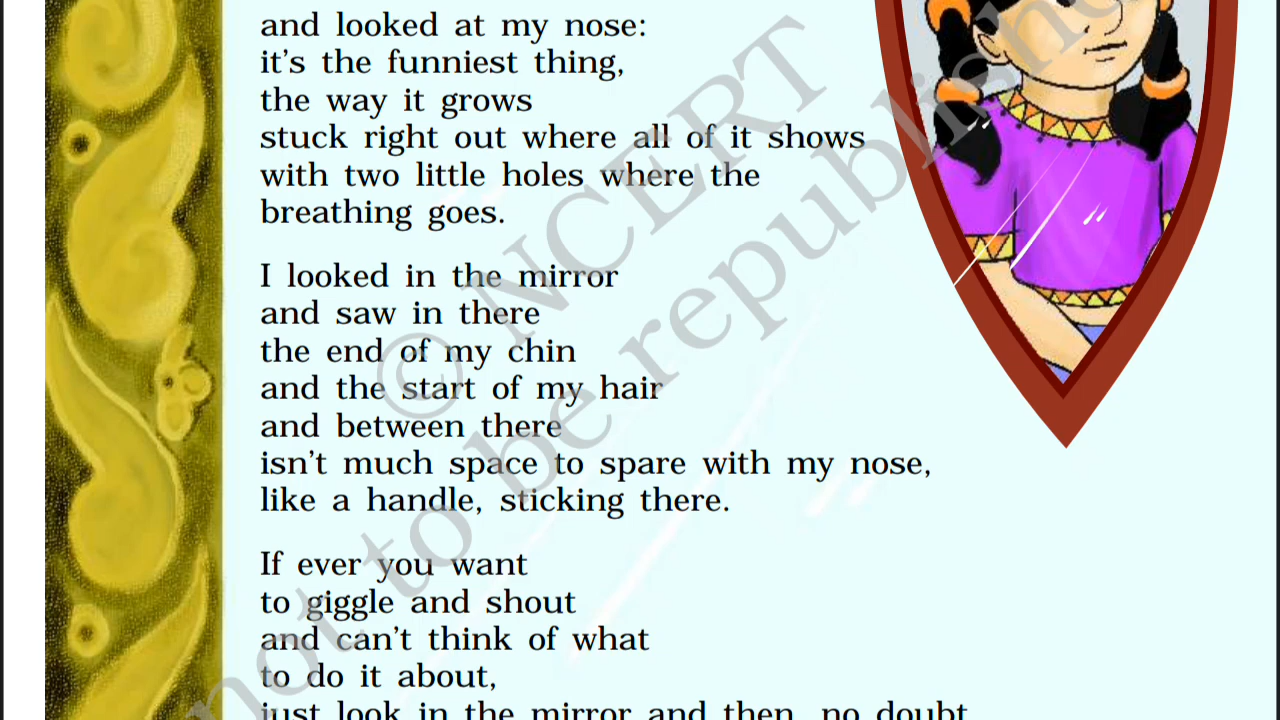 and looked at my nose:
it's the funniest thing,
the way it grows
stuck right out where all of it shows
with two little holes where the
breathing goes.
I looked in the mirror
and saw in there
the end of my chin
and the start of my hair
and between there
isn't much space to spare with my nose,
like a handle, sticking there.
If ever you want
to giggle and shout
and can't think of what
to do it about,
just look in the mirror and then, no doubt
© NCERT
not to be republished